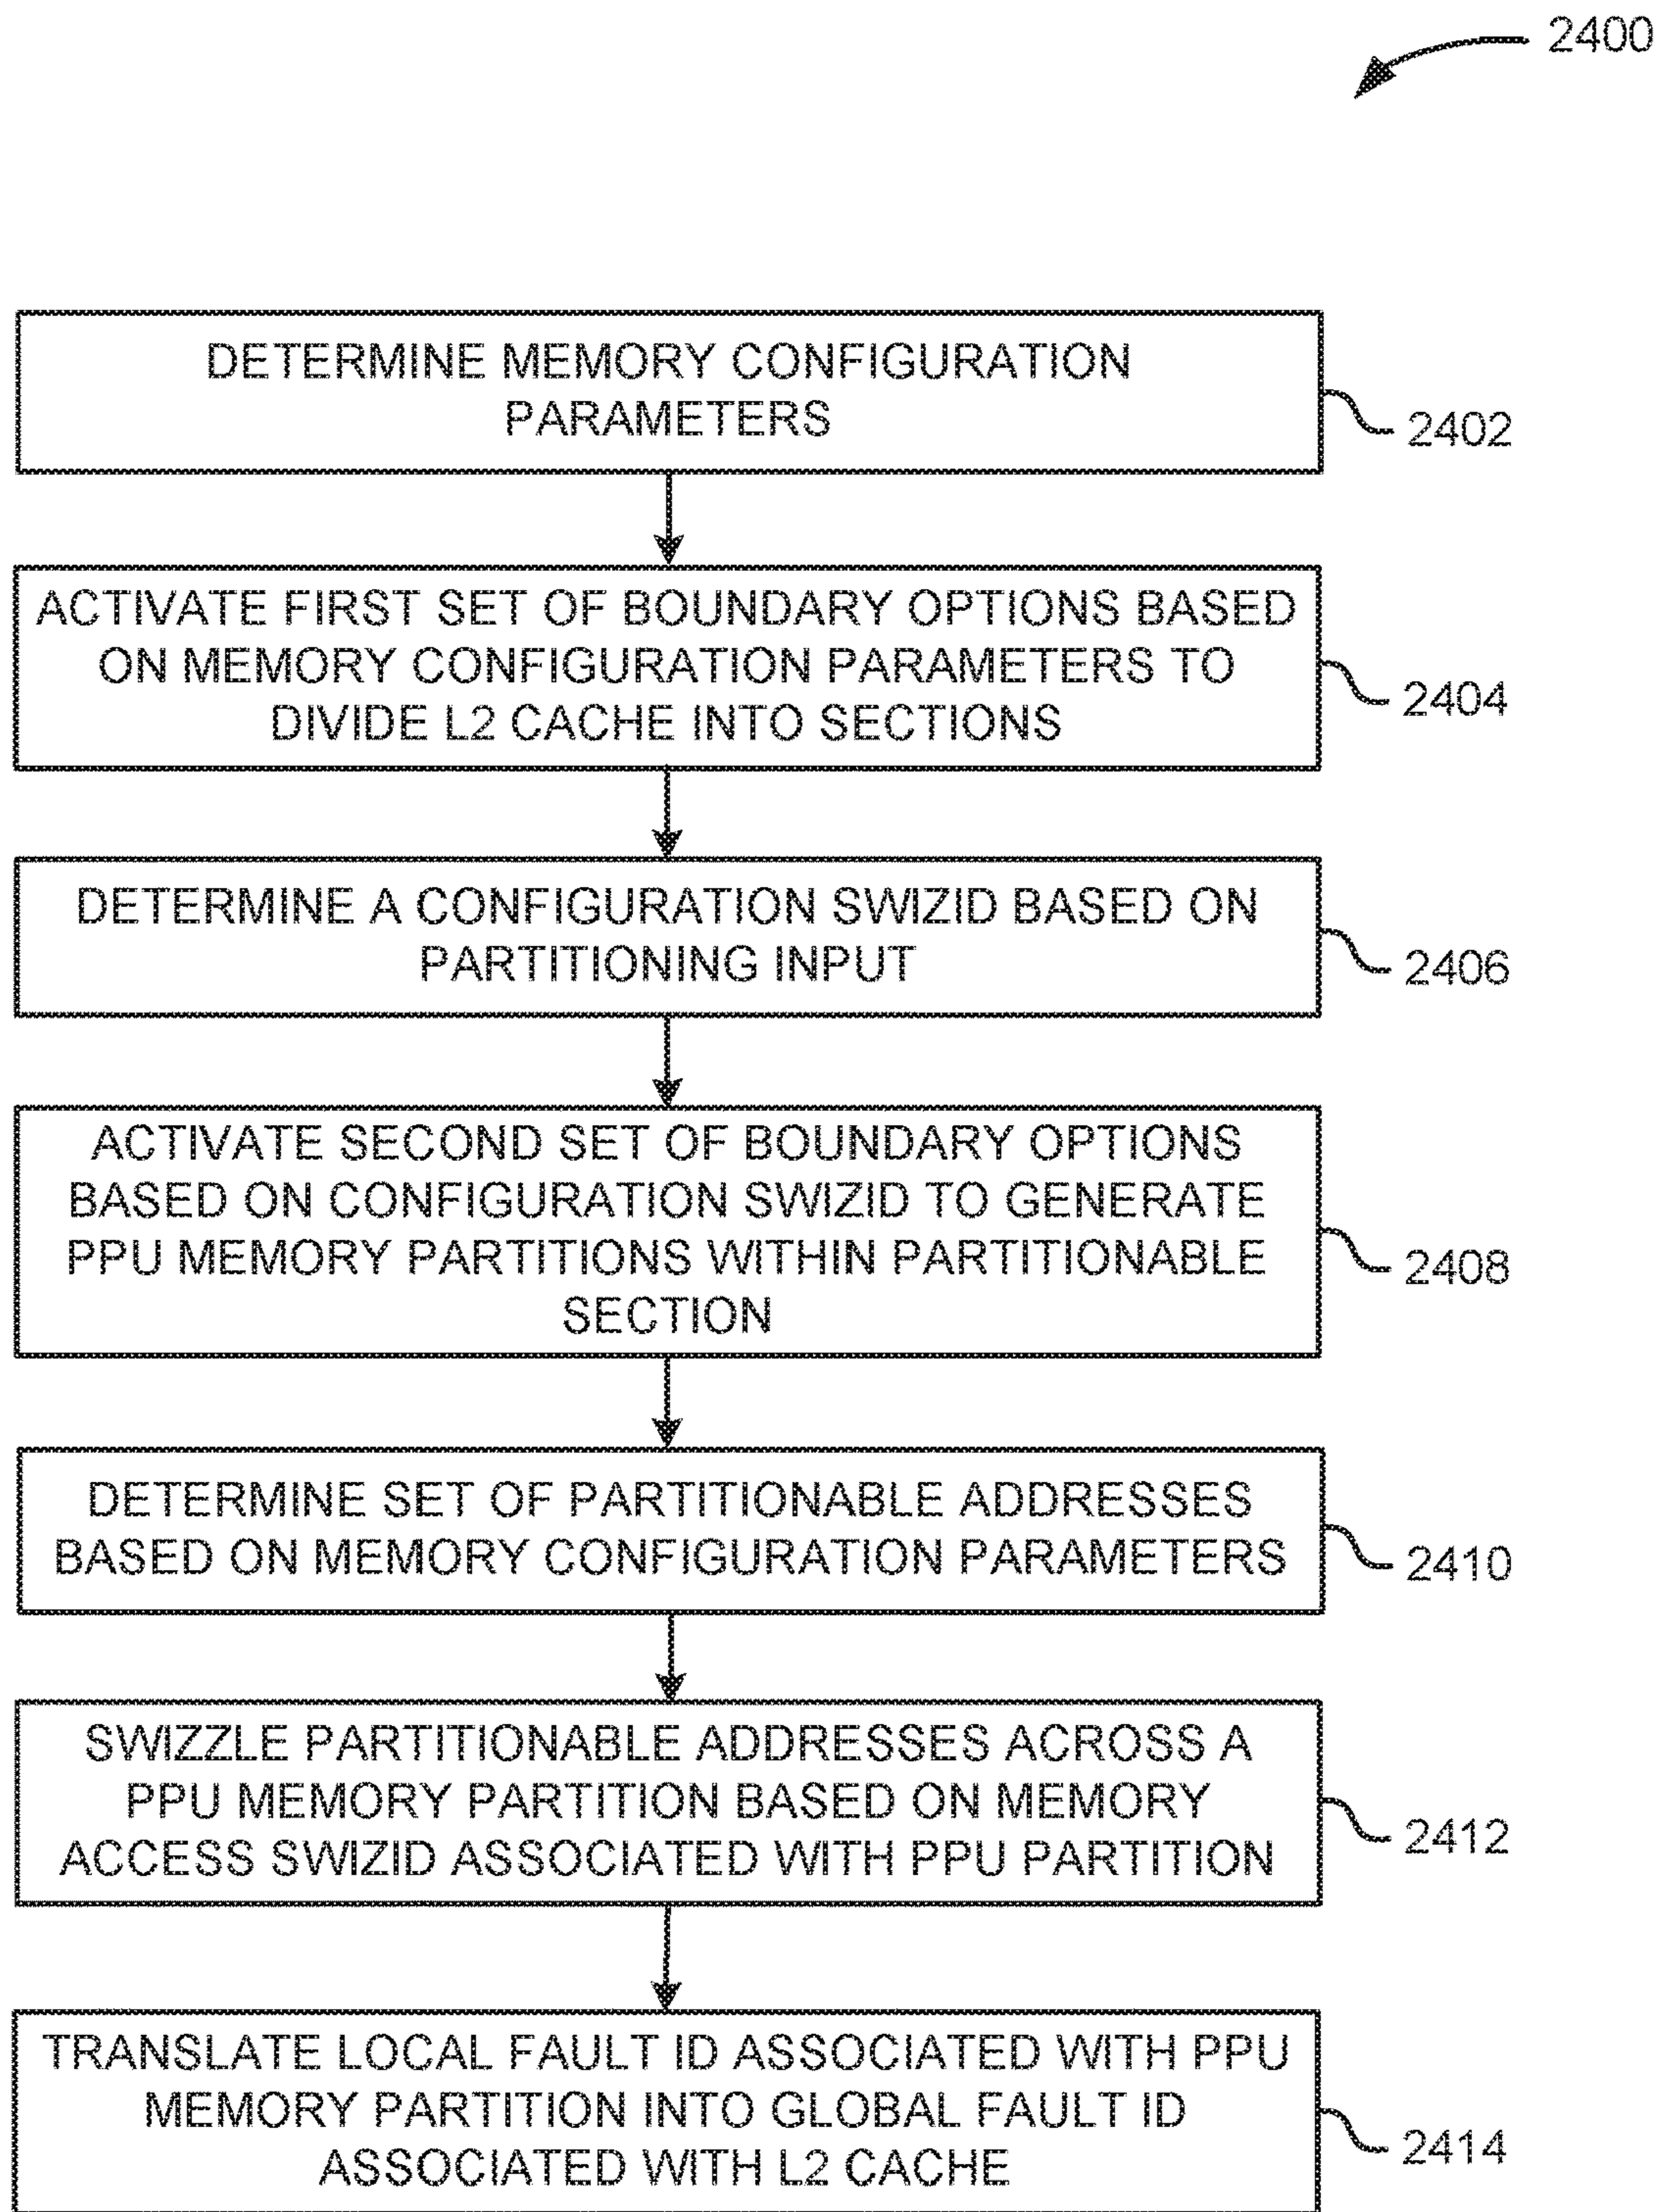 2400
DETERMINE MEMORY CONFIGURATION
PARAMETERS
2402
ACTIVATE FIRST SET OF BOUNDARY OPTIONS BASED
ON MEMORY CONFIGURATION PARAMETERS TO
DIVIDE L2 CACHE INTO SECTIONS
2404
DETERMINE A CONFIGURATION SWIZID BASED ON
PARTITIONING INPUT
2406
ACTIVATE SECOND SET OF BOUNDARY OPTIONS
BASED ON CONFIGURATION SWIZID TO GENERATE
PPU MEMORY PARTITIONS WITHIN PARTITIONABLE
SECTION
2408
DETERMINE SET OF PARTITIONABLE ADDRESSES
BASED ON MEMORY CONFIGURATION PARAMETERS
2410
SWIZZLE PARTITIONABLE ADDRESSES ACROSS A
PPU MEMORY PARTITION BASED ON MEMORY
ACCESS SWIZID ASSOCIATED WITH PPU PARTITION
2412
TRANSLATE LOCAL FAULT ID ASSOCIATED WITH PPU
MEMORY PARTITION INTO GLOBAL FAULT ID
ASSOCIATED WITH L2 CACHE
2414